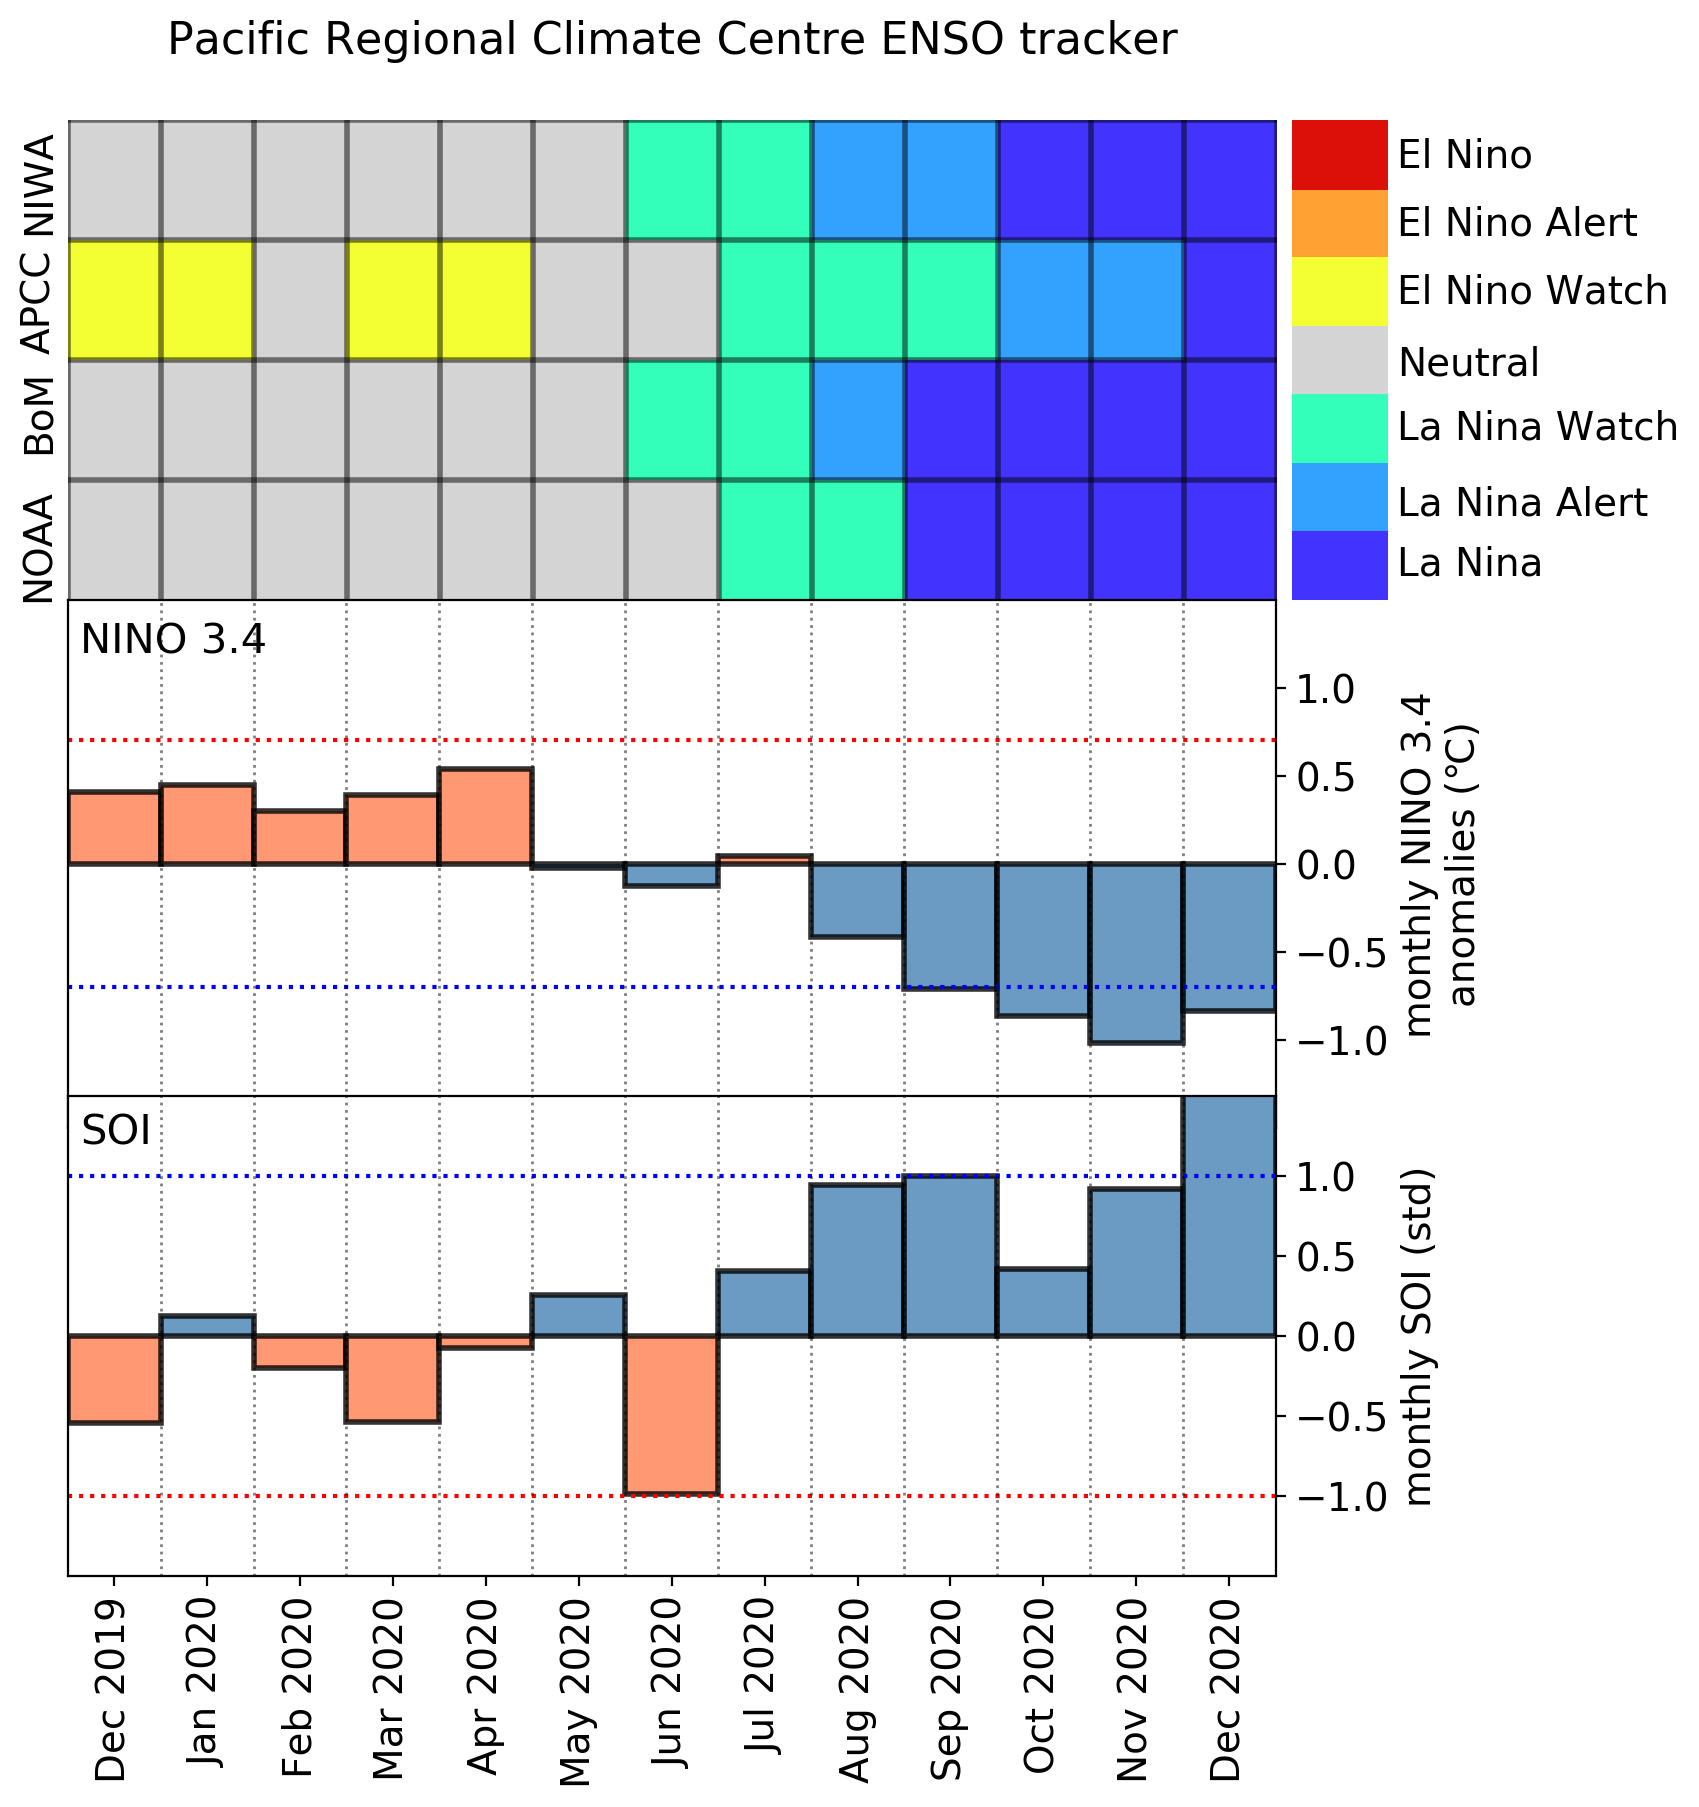 Pacific Regional Climate Centre ENSO tracker
NIWA
APCC
BoM
NOAA
El Nino
El Nino Alert
El Nino Watch
Neutral
La Nina Watch
La Nina Alert
La Nina
NINO 3.4
1.0
0.5
0.0
−0.5
−1.0
monthly NINO 3.4
anomalies (℃)
SOI
1.0
0.5
0.0
−0.5
−1.0
monthly SOI (std)
Dec 2019
Jan 2020
Feb 2020
Mar 2020
Apr 2020
May 2020
Jun 2020
Jul 2020
Aug 2020
Sep 2020
Oct 2020
Nov 2020
Dec 2020